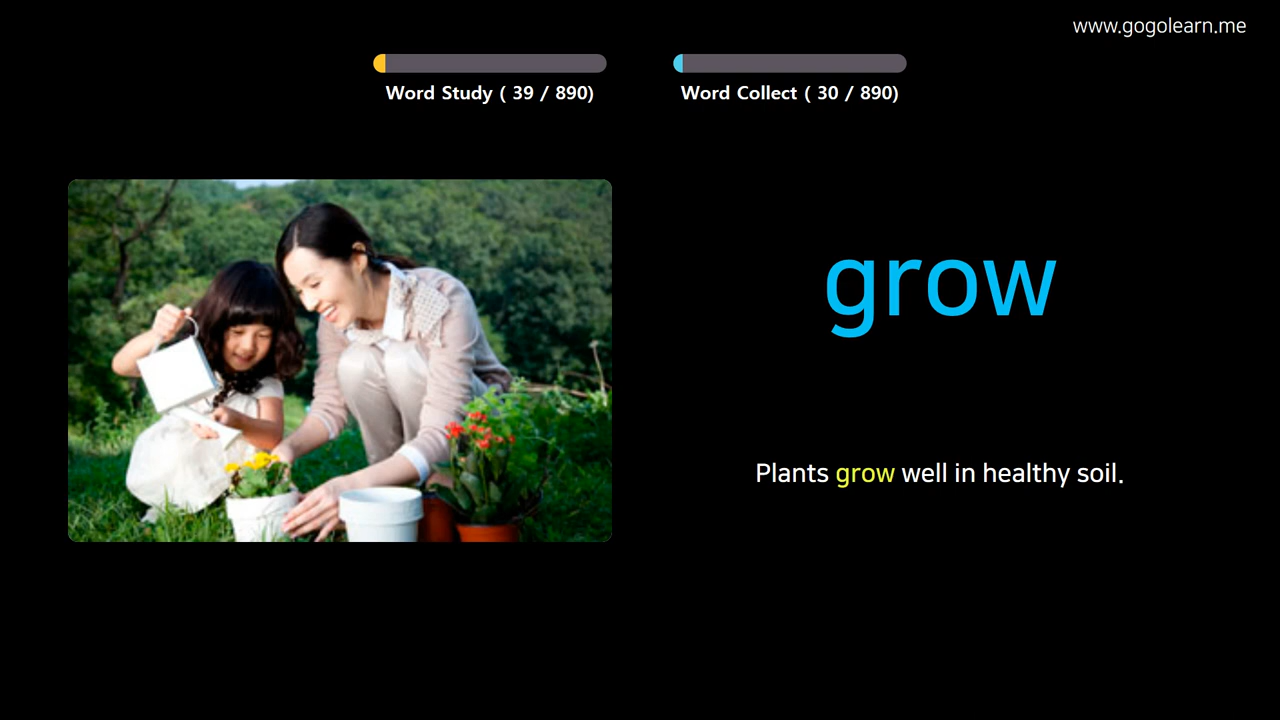 www.gogolearn.me
Word Study ( 39 / 890)
Word Collect ( 30 / 890)
grow
Plants grow well in healthy soil.